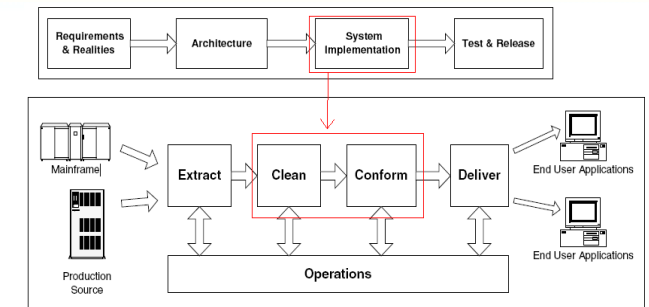 Requirements
& Realities
Architecture
System
Implementation
Test & Release
Mainframe
Extract
Clean
Conform
Deliver
End User Applications
End User Applications
Operations
Production
Source